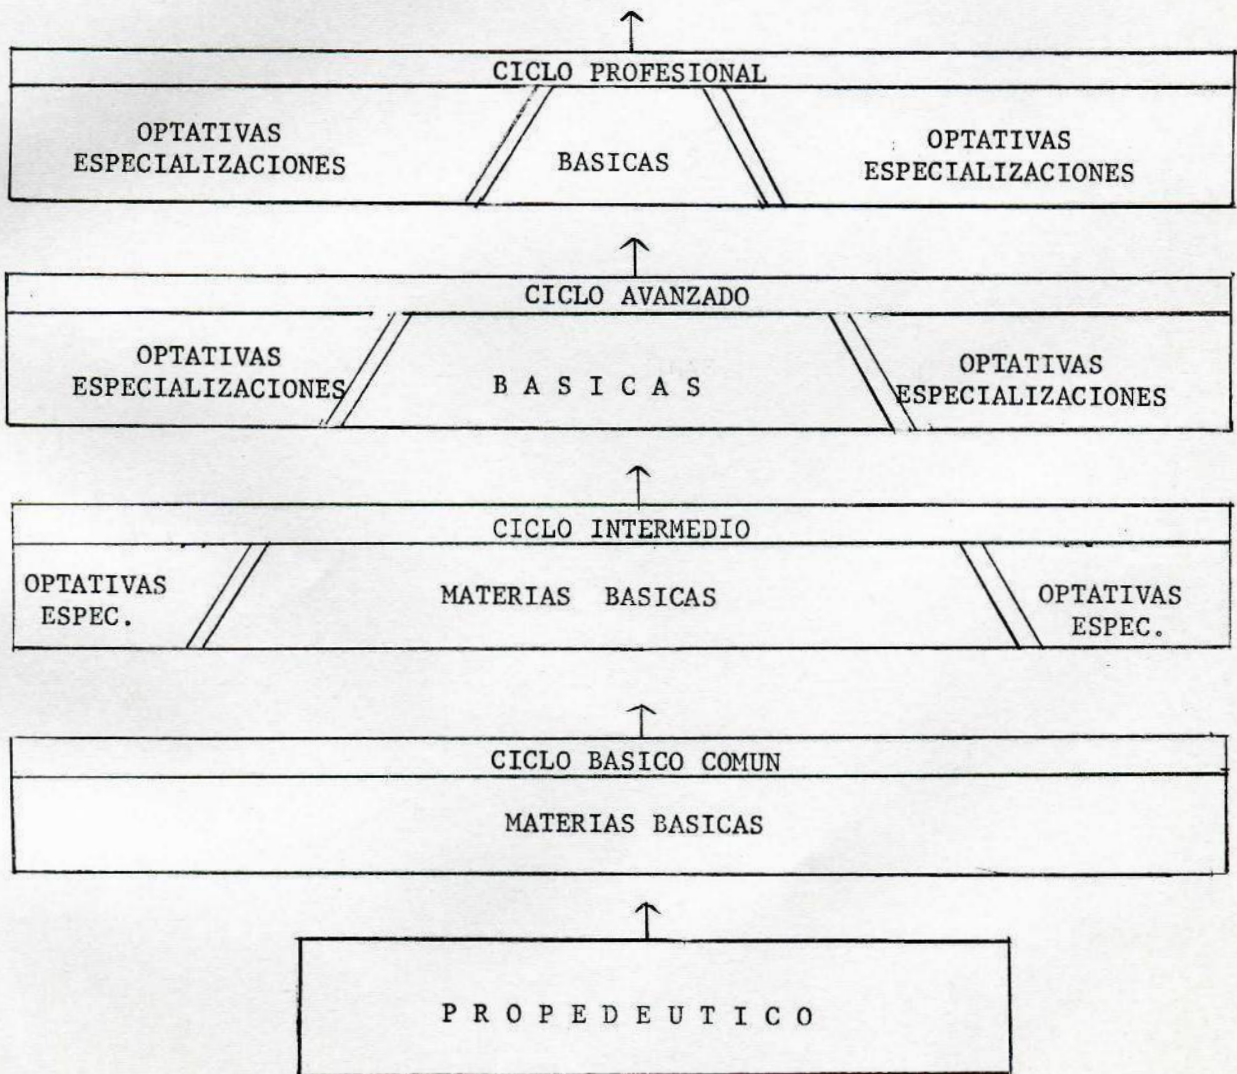 CICLO PROFESIONAL
OPTATIVAS
ESPECIALIZACIONES
BASICAS
OPTATIVAS
ESPECIALIZACIONES
CICLO AVANZADO
OPTATIVAS
ESPECIALIZACIONES
B A S I C A S
OPTATIVAS
ESPECIALIZACIONES
CICLO INTERMEDIO
OPTATIVAS
ESPEC.
MATERIAS BASICAS
OPTATIVAS
ESPEC.
CICLO BASICO COMUN
MATERIAS BASICAS
P R O P E D E U T I C O